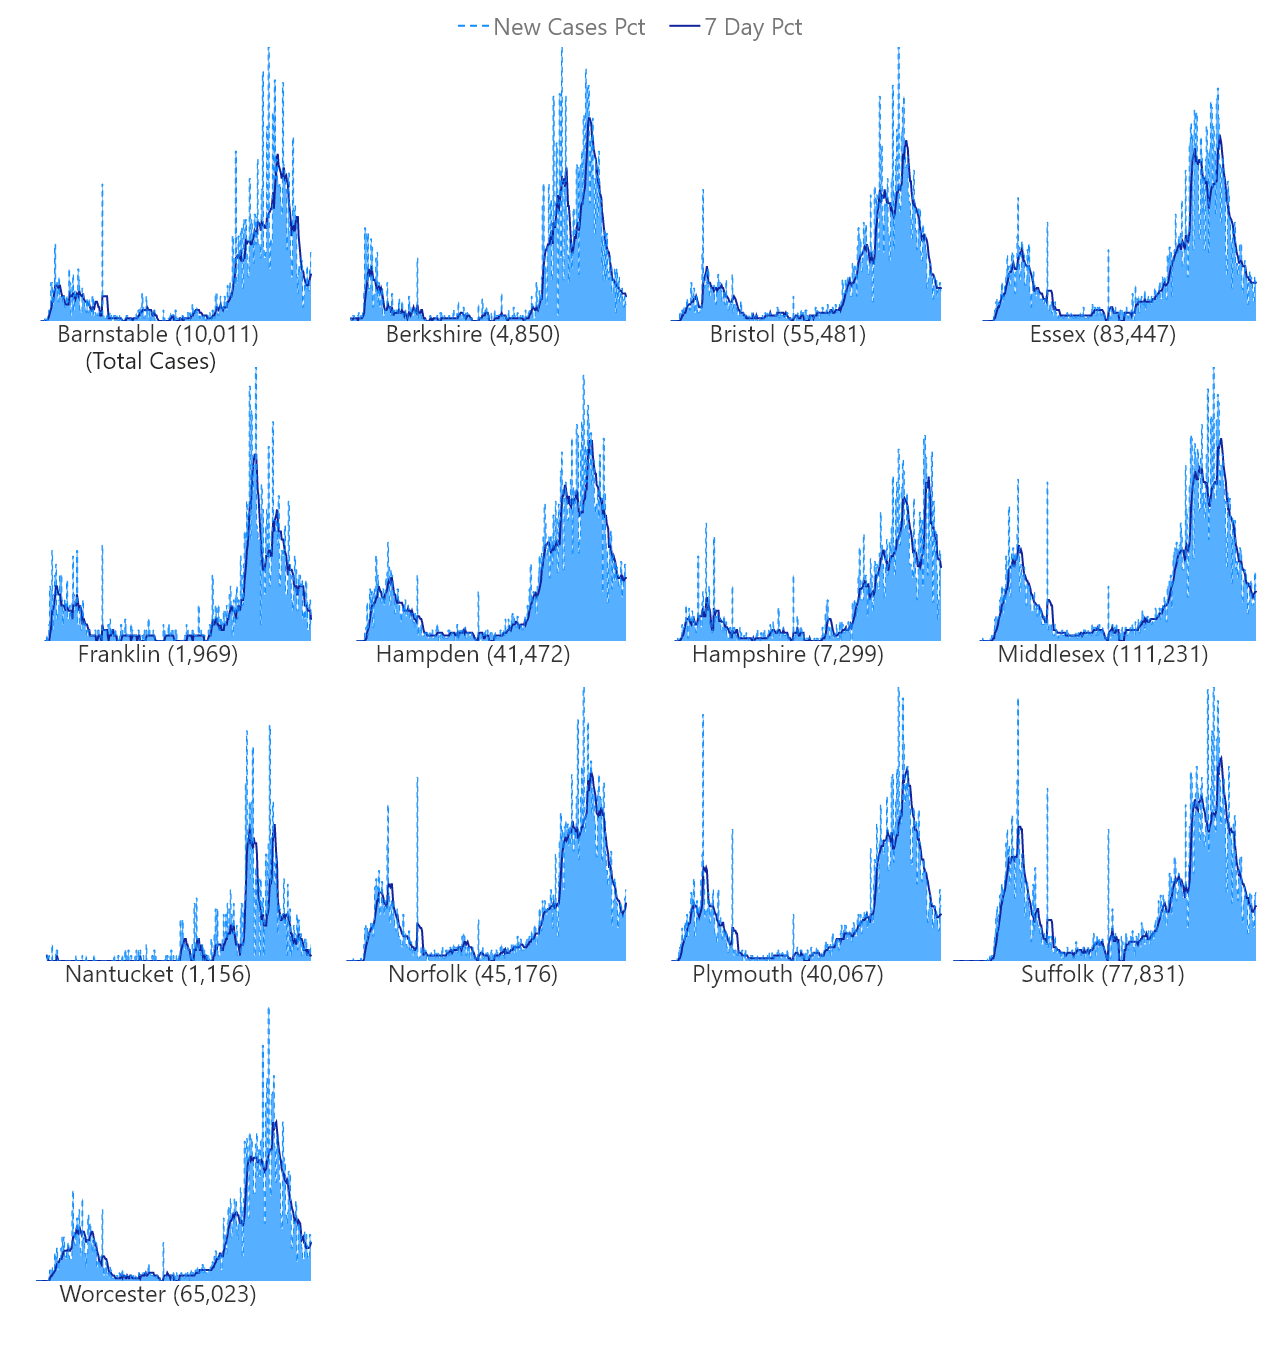 New Cases Pct 7 Day Pct
Barnstable (10,011)
(Total Cases)
Berkshire (4,850)
Bristol (55,481)
Essex (83,447)
Franklin (1,969)
Hampden (41,472)
Hampshire (7,299)
Middlesex (111,231)
Nantucket (1,156)
Norfolk (45,176)
Plymouth (40,067)
Suffolk (77,831)
Worcester (65,023)